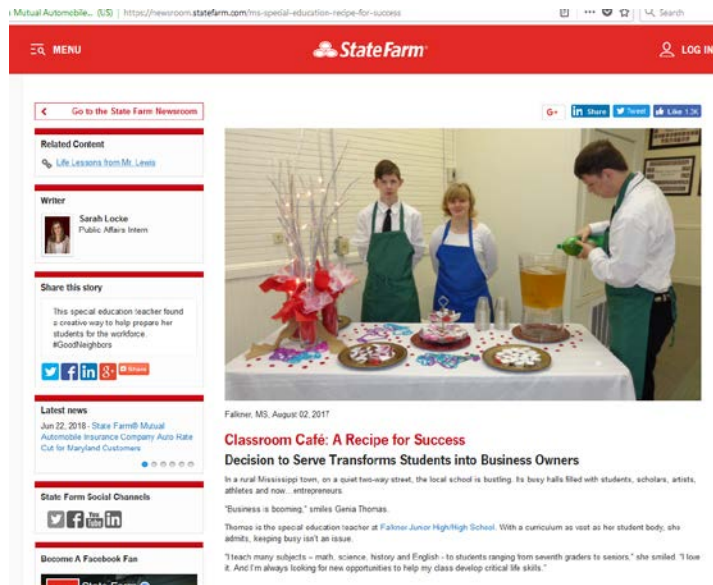 Mutual Automobile... (US) https://newsroom.statefarm.com/ms-special-education-recipe-for-success
Search
MENU
StateFarm
LOG IN
Go to the State Farm Newsroom
G+ in Share Tweet Like 1.3K
Related Content
Life Lessons from Mr. Lewis
Writer
Sarah Locke
Public Affairs Intern
Share this story
This special education teacher found
a creative way to help prepare her
students for the workforce.
#GoodNeighbors
Share
Latest news
Jun 22, 2018 - State Farm® Mutual
Automobile Insurance Company Auto Rate
Cut for Maryland Customers
State Farm Social Channels
You
Tube
Become A Facebook Fan
State Farm
Falkner, MS, August 02, 2017
Classroom Café: A Recipe for Success
Decision to Serve Transforms Students into Business Owners
In a rural Mississippi town, on a quiet two-way street, the local school is bustling. Its busy halls filled with students, scholars, artists,
athletes and now... entrepreneurs.
"Business is booming," smiles Genia Thomas.
Thomas is the special education teacher at Falkner Junior High/High School. With a curriculum as vast as her student body, she
admits, keeping busy isn't an issue.
"I teach many subjects – math, science, history and English - to students ranging from seventh graders to seniors," she smiled. "I love
it. And I'm always looking for new opportunities to help my class develop critical life skills."